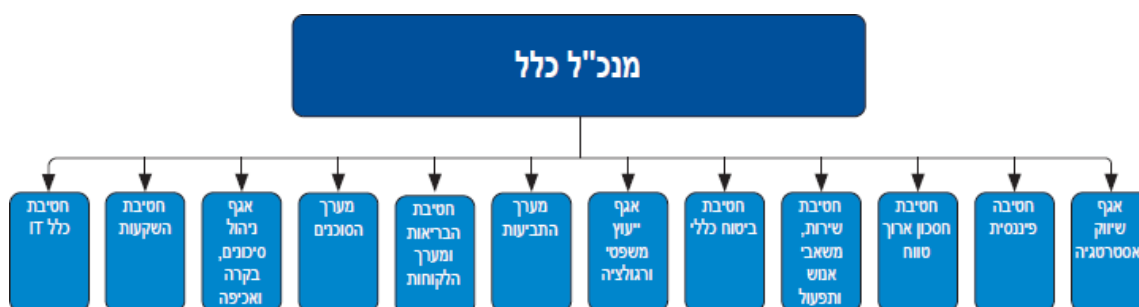 מנכ"ל כלל
אגף
שיווק
אסטרטגיה
חטיבה
פיננסית
חטיבת
חסכון ארוך
טווח
חטיבת
שירות,
משאבי
אנוש
ותפעול
חטיבת
ביטוח כללי
אגף
ייעוץ
משפטי
ורגולציה
מערך
התביעות
חטיבת
הבריאות
ומערך
הלקוחות
מערך
הסוכנים
אגף
ניהול
סיכונים,
בקרה
ואכיפה
חטיבת
השקעות
חטיבת
כלל IT